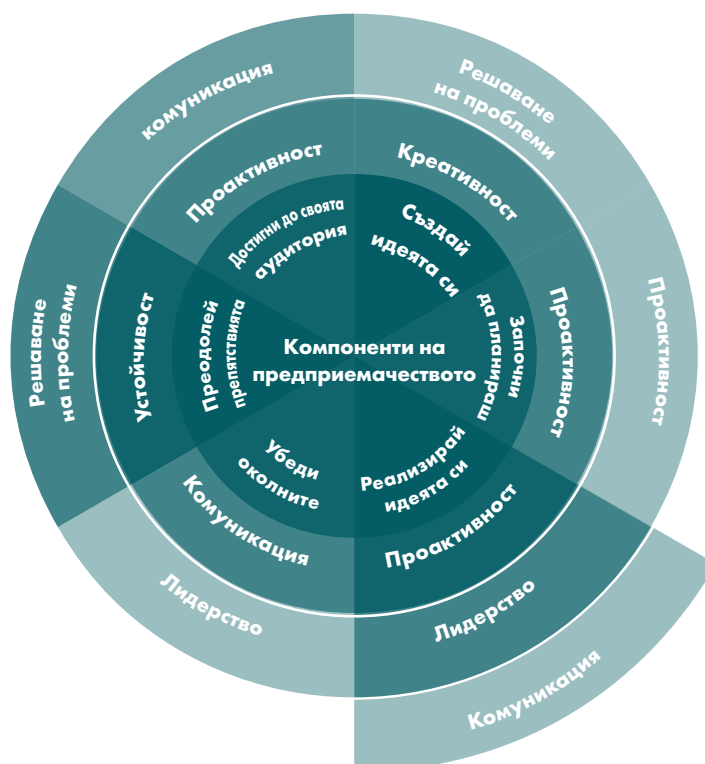 Компоненти на
предприемачеството
Създай
идеята си
Креативност
Решаване
на проблеми
Започни
да планираш
Проактивност
Проактивност
Реализирай
идеята си
Проактивност
Лидерство
Комуникация
Убеди
околните
Комуникация
Лидерство
Преодолей
препятствията
Устойчивост
Решаване
на проблеми
Достигни до своята
аудитория
Проактивност
комуникация